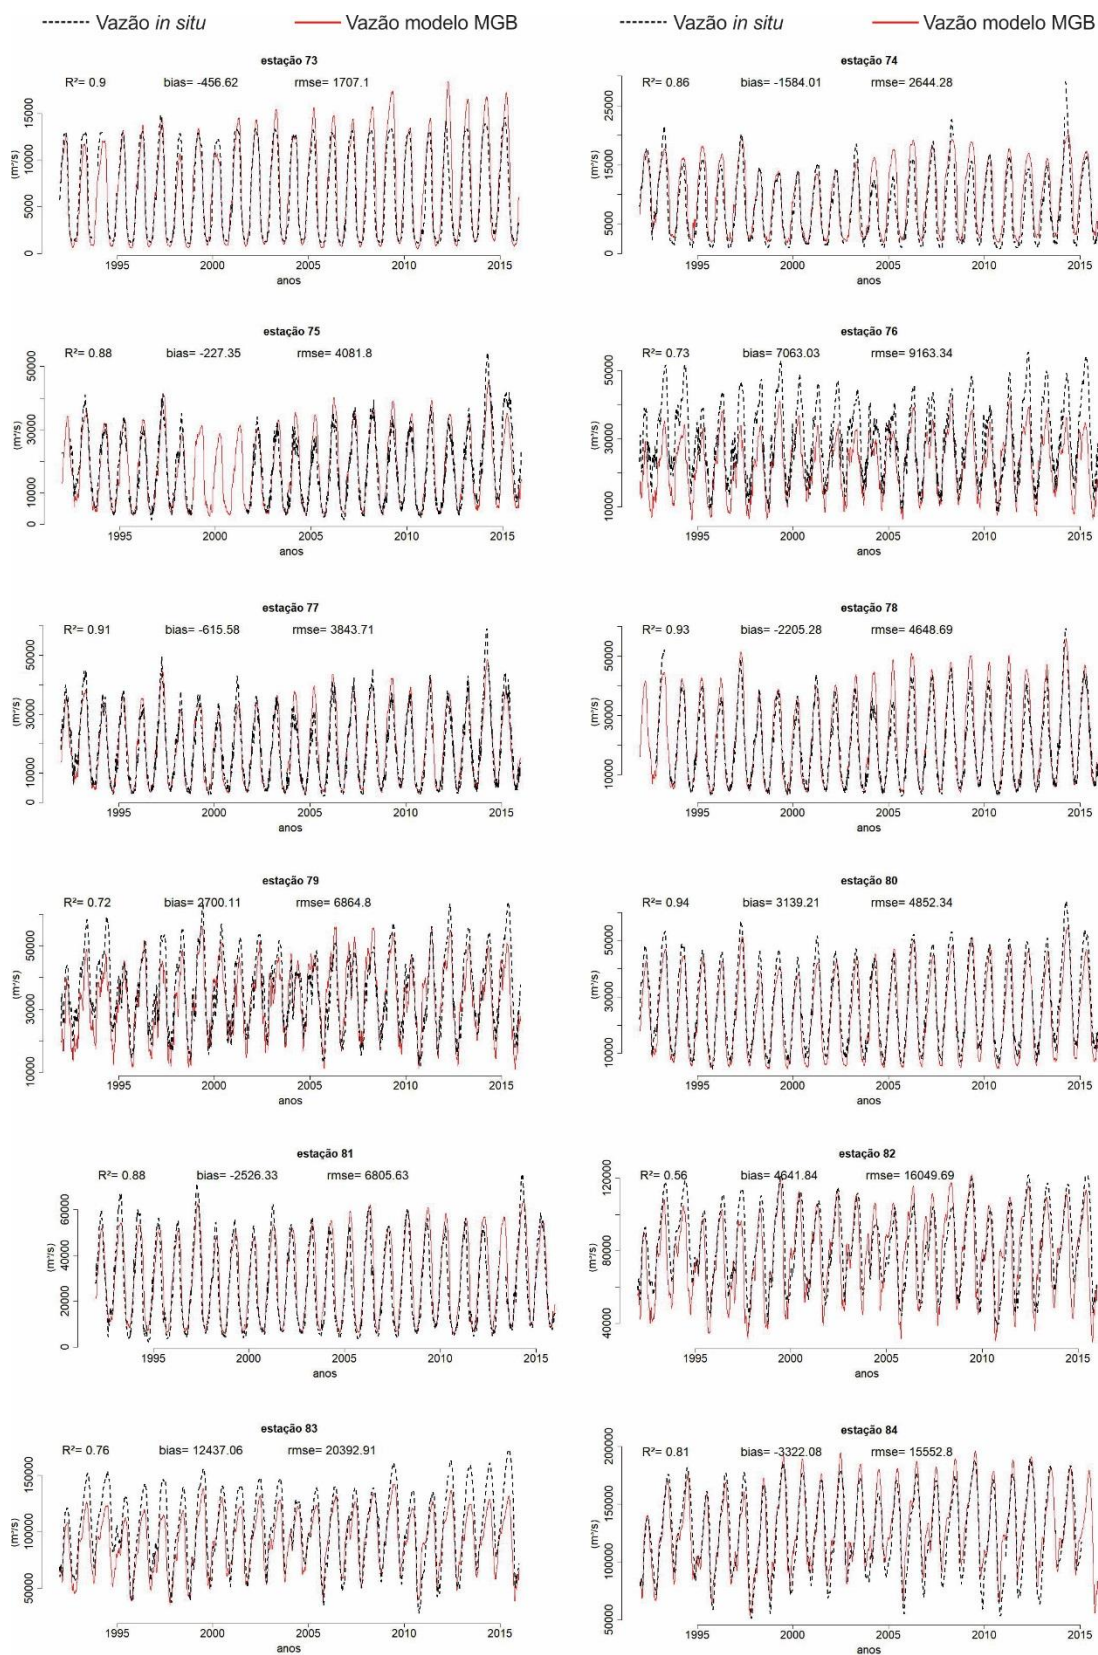 Vazão in situ Vazão modelo MGB Vazão in situ Vazão modelo MGB
estação 73
R²= 0.9 bias= -456.62 rmse= 1707.1
(m³/s)
0 5000 10000 15000
1995 2000 2005 2010 2015
anos
estação 74
R²= 0.86 bias= -1584.01 rmse= 2644.28
(m³/s)
0 5000 15000 25000
1995 2000 2005 2010 2015
anos
estação 75
R²= 0.88 bias= -227.35 rmse= 4081.8
(m³/s)
0 10000 30000 50000
1995 2000 2005 2010 2015
anos
estação 76
R²= 0.73 bias= 7063.03 rmse= 9163.34
(m³/s)
10000 30000 50000
1995 2000 2005 2010 2015
anos
estação 77
R²= 0.91 bias= -615.58 rmse= 3843.71
(m³/s)
0 10000 30000 50000
1995 2000 2005 2010 2015
anos
estação 78
R²= 0.93 bias= -2205.28 rmse= 4648.69
(m³/s)
0 10000 30000 50000
1995 2000 2005 2010 2015
anos
estação 79
R²= 0.72 bias= 2700.11 rmse= 6864.8
(m³/s)
10000 30000 50000
1995 2000 2005 2010 2015
anos
estação 80
R²= 0.94 bias= 3139.21 rmse= 4852.34
(m³/s)
10000 30000 50000
1995 2000 2005 2010 2015
anos
estação 81
R²= 0.88 bias= -2526.33 rmse= 6805.63
(m³/s)
0 20000 40000 60000
1995 2000 2005 2010 2015
anos
estação 82
R²= 0.56 bias= 4641.84 rmse= 16049.69
(m³/s)
40000 80000 120000
1995 2000 2005 2010 2015
anos
estação 83
R²= 0.76 bias= 12437.06 rmse= 20392.91
(m³/s)
50000 100000 150000
1995 2000 2005 2010 2015
anos
estação 84
R²= 0.81 bias= -3322.08 rmse= 15552.8
(m³/s)
50000 100000 150000 200000
1995 2000 2005 2010 2015
anos